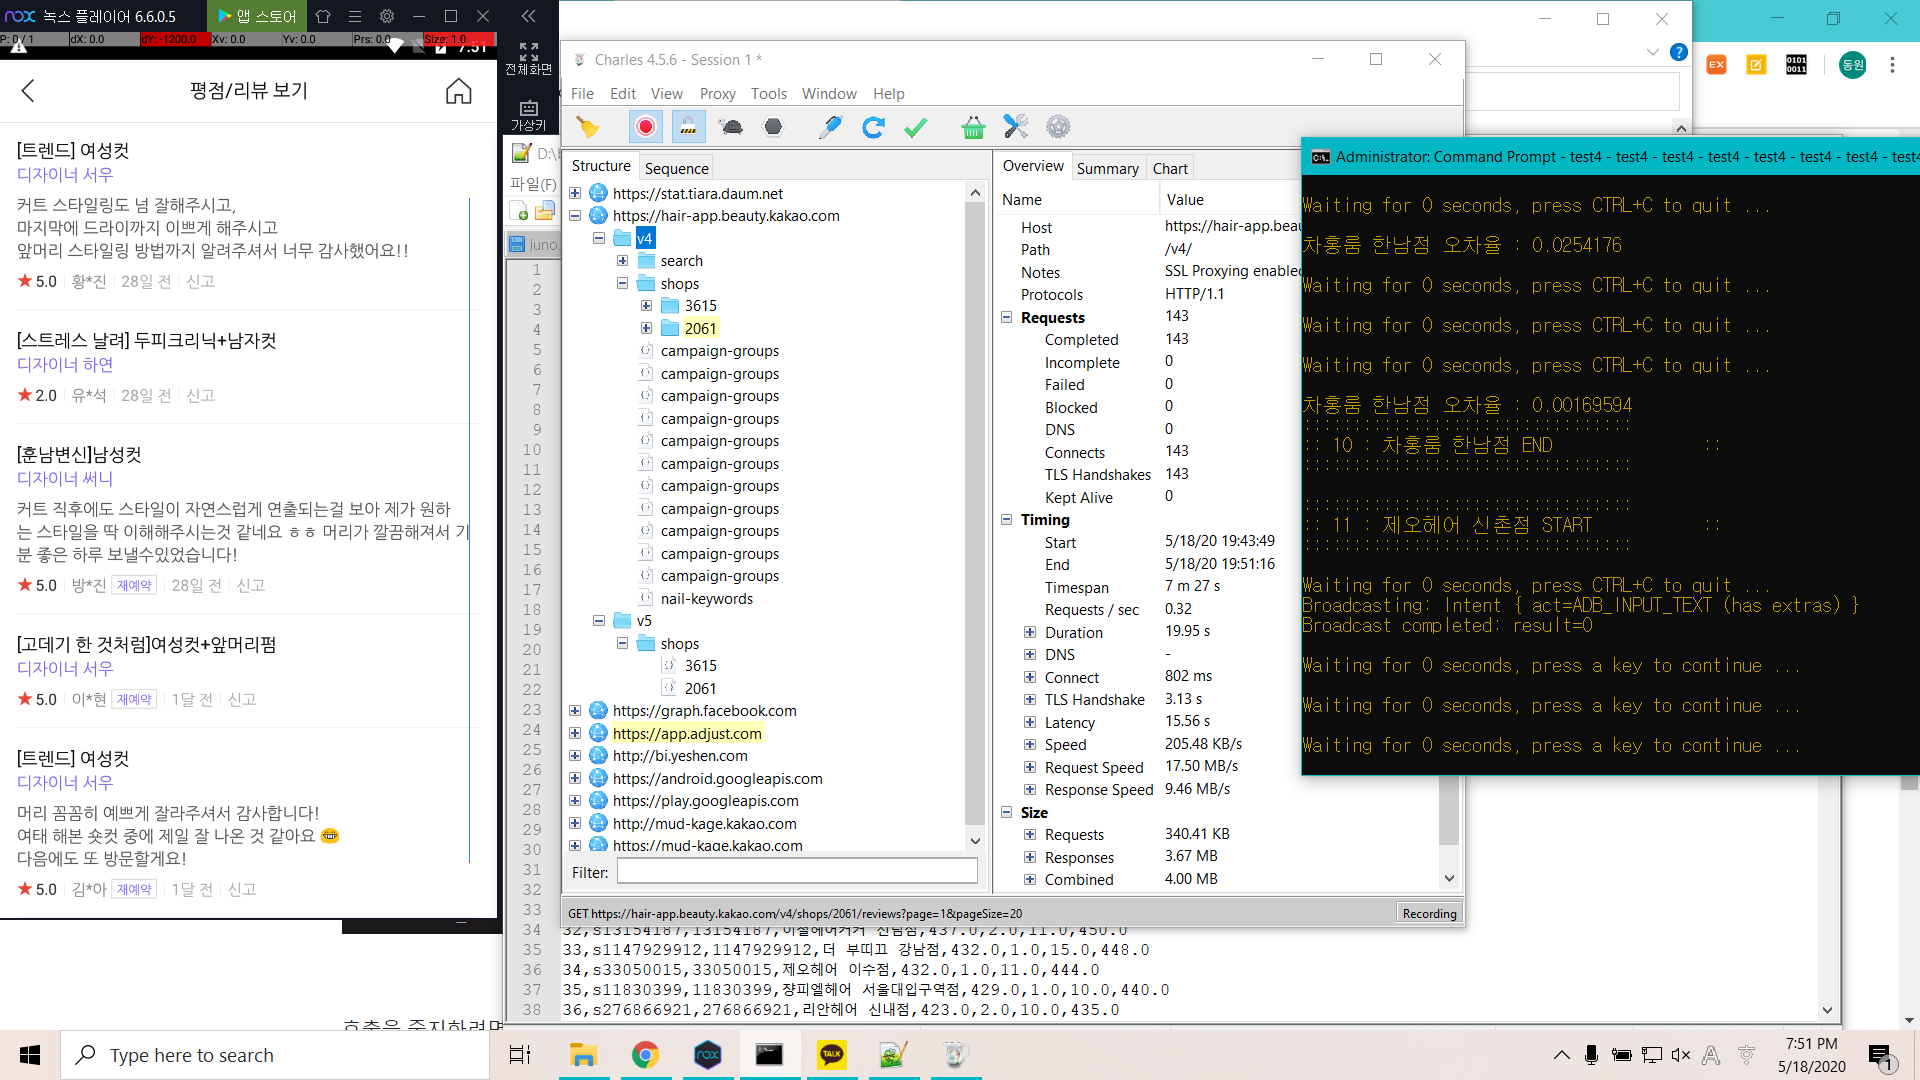 녹스 플레이어 6.6.0.5
앱 스토어
P: 0 / 1
dX: 0.0
dY: -1200.0
Xv: 0.0
Yv: 0.0
Prs: 0.0
Size: 1.0
7:51
평점/리뷰 보기
[트렌드] 여성컷
디자이너 서우
커트 스타일링도 넘 잘해주시고,
마지막에 드라이까지 이쁘게 해주시고
앞머리 스타일링 방법까지 알려주셔서 너무 감사했어요!!
★ 5.0 황*진 28일 전 신고
[스트레스 날려] 두피크리닉+남자컷
디자이너 하연
★ 2.0 유*석 28일 전 신고
[훈남변신]남성컷
디자이너 써니
커트 직후에도 스타일이 자연스럽게 연출되는걸 보아 제가 원하
는 스타일을 딱 이해해주시는것 같네요 ㅎㅎ 머리가 깔끔해져서 기
분 좋은 하루 보낼수있었습니다!
★ 5.0 방*진 재예약 28일 전 신고
[고데기 한 것처럼]여성컷+앞머리펌
디자이너 서우
★ 5.0 이*현 재예약 1달 전 신고
[트렌드] 여성컷
디자이너 서우
머리 꼼꼼히 예쁘게 잘라주셔서 감사합니다!
여태 해본 숏컷 중에 제일 잘 나온 것 같아요 😁
다음에도 또 방문할게요!
★ 5.0 김*아 재예약 1달 전 신고
전체화면
가상키
파일(F)
juno.
Charles 4.5.6 - Session 1 *
File Edit View Proxy Tools Window Help
Structure Sequence
https://stat.tiara.daum.net
https://hair-app.beauty.kakao.com
v4
search
shops
3615
2061
campaign-groups
campaign-groups
campaign-groups
campaign-groups
campaign-groups
campaign-groups
campaign-groups
campaign-groups
campaign-groups
campaign-groups
campaign-groups
nail-keywords
v5
shops
3615
2061
https://graph.facebook.com
https://app.adjust.com
http://bi.yeshen.com
https://android.googleapis.com
https://play.googleapis.com
http://mud-kage.kakao.com
https://mud-kage.kakao.com
Filter:
Overview Summary Chart
Name Value
Host https://hair-app.beau
Path /v4/
Notes SSL Proxying enabled
Protocols HTTP/1.1
Requests 143
Completed 143
Incomplete 0
Failed 0
Blocked 0
DNS 0
Connects 143
TLS Handshakes 143
Kept Alive 0
Timing
Start 5/18/20 19:43:49
End 5/18/20 19:51:16
Timespan 7 m 27 s
Requests / sec 0.32
Duration 19.95 s
DNS -
Connect 802 ms
TLS Handshake 3.13 s
Latency 15.56 s
Speed 205.48 KB/s
Request Speed 17.50 MB/s
Response Speed 9.46 MB/s
Size
Requests 340.41 KB
Responses 3.67 MB
Combined 4.00 MB
GET https://hair-app.beauty.kakao.com/v4/shops/2061/reviews?page=1&pageSize=20
Recording
EX
0101
0011
동원
Administrator: Command Prompt - test4 - test4 - test4 - test4 - test4 - test4 - test4 - test4
Waiting for 0 seconds, press CTRL+C to quit ...
차홍룸 한남점 오차율 : 0.0254176
Waiting for 0 seconds, press CTRL+C to quit ...
Waiting for 0 seconds, press CTRL+C to quit ...
Waiting for 0 seconds, press CTRL+C to quit ...
차홍룸 한남점 오차율 : 0.00169594
:::::::::::::::::::::::::::::::::
:: 10 : 차홍룸 한남점 END ::
:::::::::::::::::::::::::::::::::
:::::::::::::::::::::::::::::::::
:: 11 : 제오헤어 신촌점 START ::
:::::::::::::::::::::::::::::::::
Waiting for 0 seconds, press CTRL+C to quit ...
Broadcasting: Intent { act=ADB_INPUT_TEXT (has extras) }
Broadcast completed: result=0
Waiting for 0 seconds, press a key to continue ...
Waiting for 0 seconds, press a key to continue ...
Waiting for 0 seconds, press a key to continue ...
1
2
3
4
5
6
7
8
9
10
11
12
13
14
15
16
17
18
19
20
21
22
23
24
25
26
27
28
29
30
31
32
33
34 32,s13154187,13154187,이철헤어커커 신림점,437.0,2.0,11.0,450.0
35 33,s1147929912,1147929912,더 부띠끄 강남점,432.0,1.0,15.0,448.0
36 34,s33050015,33050015,제오헤어 이수점,432.0,1.0,11.0,444.0
37 35,s11830399,11830399,쟝피엘헤어 서울대입구역점,429.0,1.0,10.0,440.0
38 36,s276866921,276866921,리안헤어 신내점,423.0,2.0,10.0,435.0
호출을 중지하려면
Type here to search
nox
TALK
A
7:51 PM
5/18/2020
1